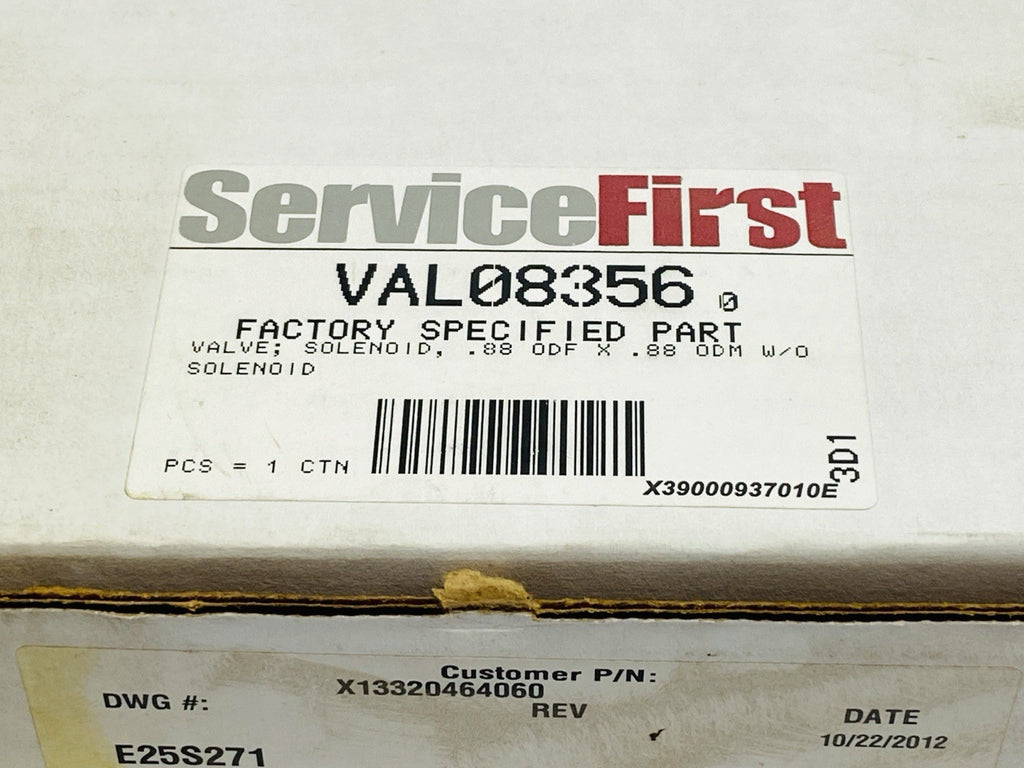 ServiceFirst
VAL08356 0
FACTORY SPECIFIED PART
VALVE; SOLENOID, .88 ODF X .88 ODM W/O
SOLENOID
PCS = 1 CTN
X39000937010E
3D1
Customer P/N:
X13320464060
DWG #:
REV
DATE
E25S271
10/22/2012